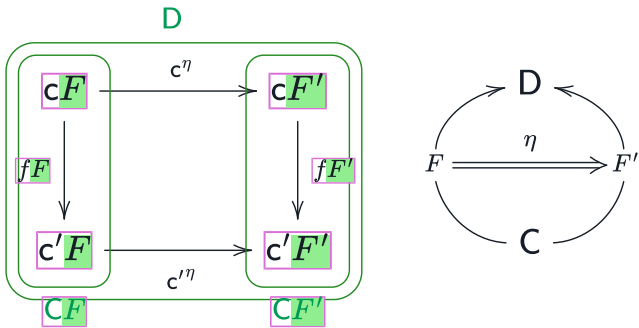 D
cF c^η cF′ D
fF fF′ F η F′
c′F c′^η c′F′ C
CF CF′